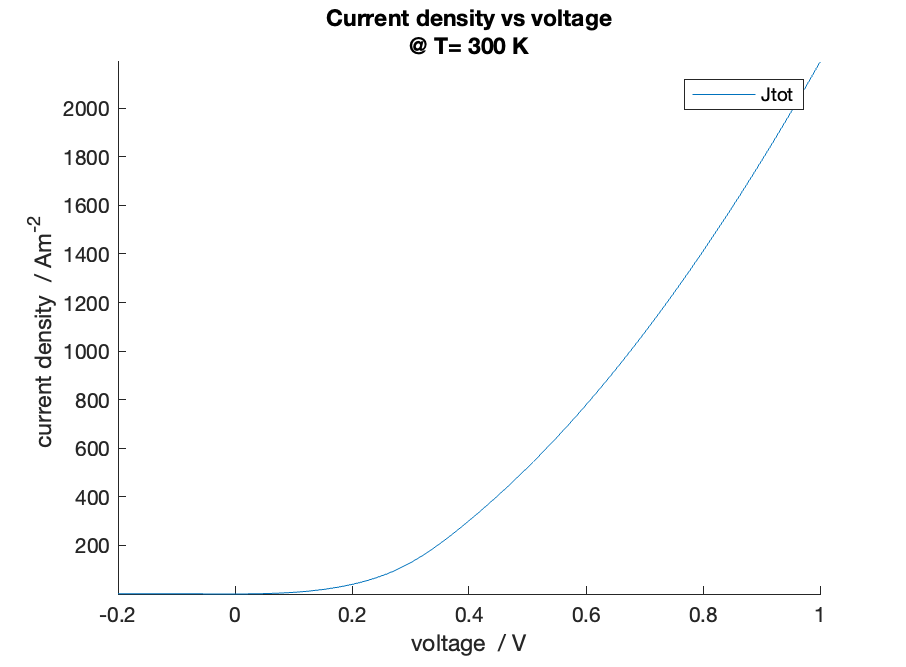 Current density vs voltage
@ T= 300 K
Jtot
2000
1800
1600
1400
1200
1000
800
600
400
200
current density / Am-2
-0.2 0 0.2 0.4 0.6 0.8 1
voltage / V